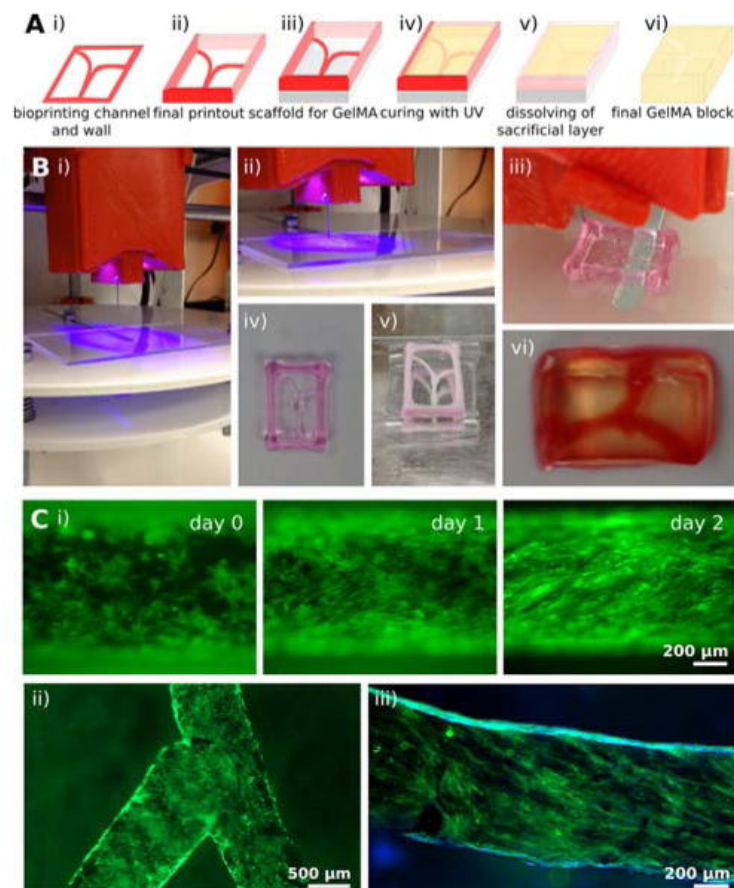 A i) ii) iii) iv) v) vi)
bioprinting channel final printout scaffold for GelMA curing with UV dissolving of final GelMA block
and wall sacrificial layer
B i) ii) iii)
iv) v) vi)
C i) day 0 day 1 day 2
200 µm
ii) iii)
500 µm 200 µm